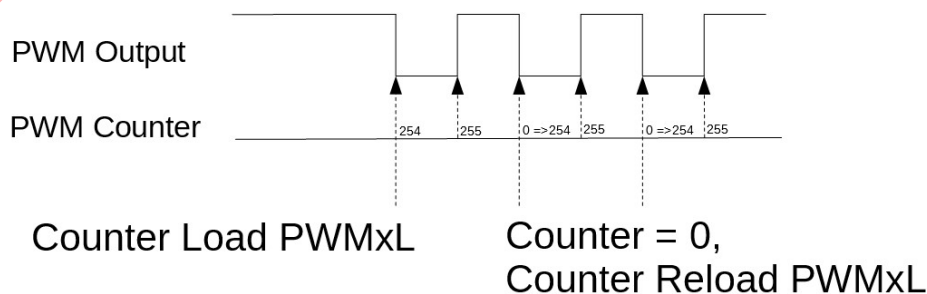 PWM Output
PWM Counter
254 255 0 =>254 255 0 =>254 255
Counter Load PWMxL
Counter = 0,
Counter Reload PWMxL